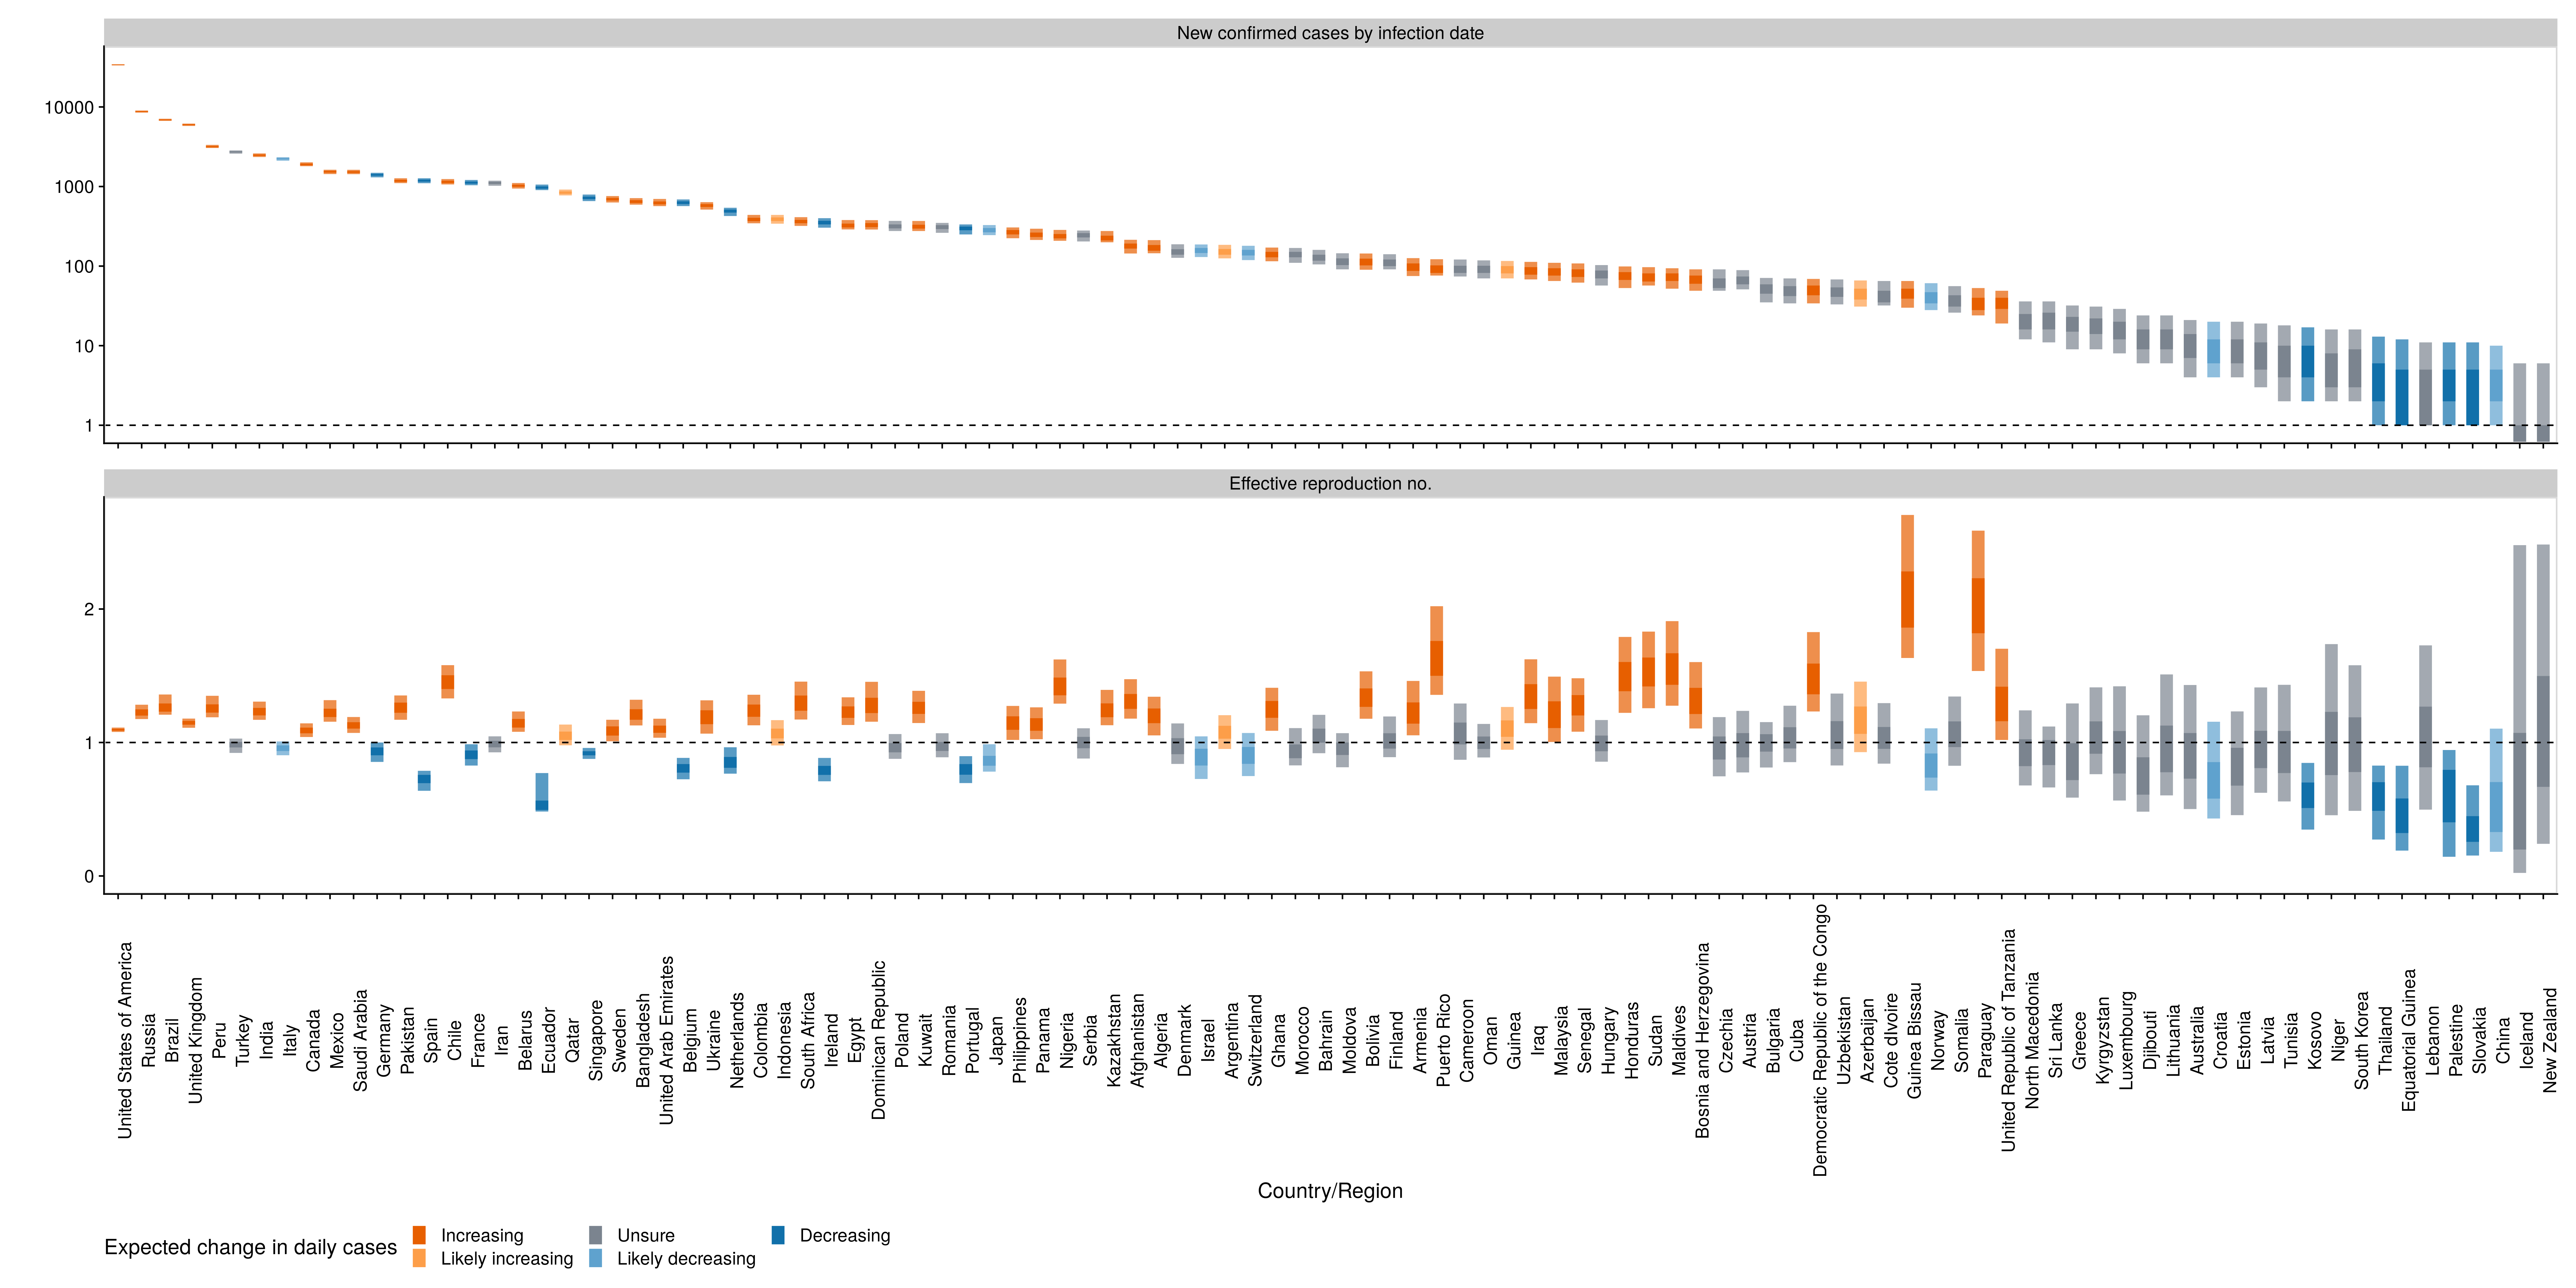 New confirmed cases by infection date
10000
1000
100
10
1
Effective reproduction no.
2
1
0
United States of America
Russia
Brazil
United Kingdom
Peru
Turkey
India
Italy
Canada
Mexico
Saudi Arabia
Germany
Pakistan
Spain
Chile
France
Iran
Belarus
Ecuador
Qatar
Singapore
Sweden
Bangladesh
United Arab Emirates
Belgium
Ukraine
Netherlands
Colombia
Indonesia
South Africa
Ireland
Egypt
Dominican Republic
Poland
Kuwait
Romania
Portugal
Japan
Philippines
Panama
Nigeria
Serbia
Kazakhstan
Afghanistan
Algeria
Denmark
Israel
Argentina
Switzerland
Ghana
Morocco
Bahrain
Moldova
Bolivia
Finland
Armenia
Puerto Rico
Cameroon
Oman
Guinea
Iraq
Malaysia
Senegal
Hungary
Honduras
Sudan
Maldives
Bosnia and Herzegovina
Czechia
Austria
Bulgaria
Cuba
Democratic Republic of the Congo
Uzbekistan
Azerbaijan
Cote dIvoire
Guinea Bissau
Norway
Somalia
Paraguay
United Republic of Tanzania
North Macedonia
Sri Lanka
Greece
Kyrgyzstan
Luxembourg
Djibouti
Lithuania
Australia
Croatia
Estonia
Latvia
Tunisia
Kosovo
Niger
South Korea
Thailand
Equatorial Guinea
Lebanon
Palestine
Slovakia
China
Iceland
New Zealand
Country/Region
Expected change in daily cases
Increasing
Likely increasing
Unsure
Likely decreasing
Decreasing